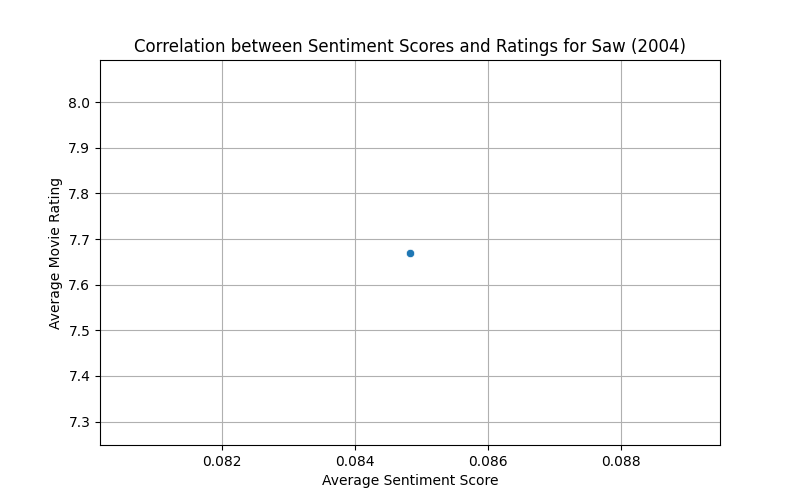 Correlation between Sentiment Scores and Ratings for Saw (2004)
Average Movie Rating
8.0
7.9
7.8
7.7
7.6
7.5
7.4
7.3
0.082 0.084 0.086 0.088
Average Sentiment Score